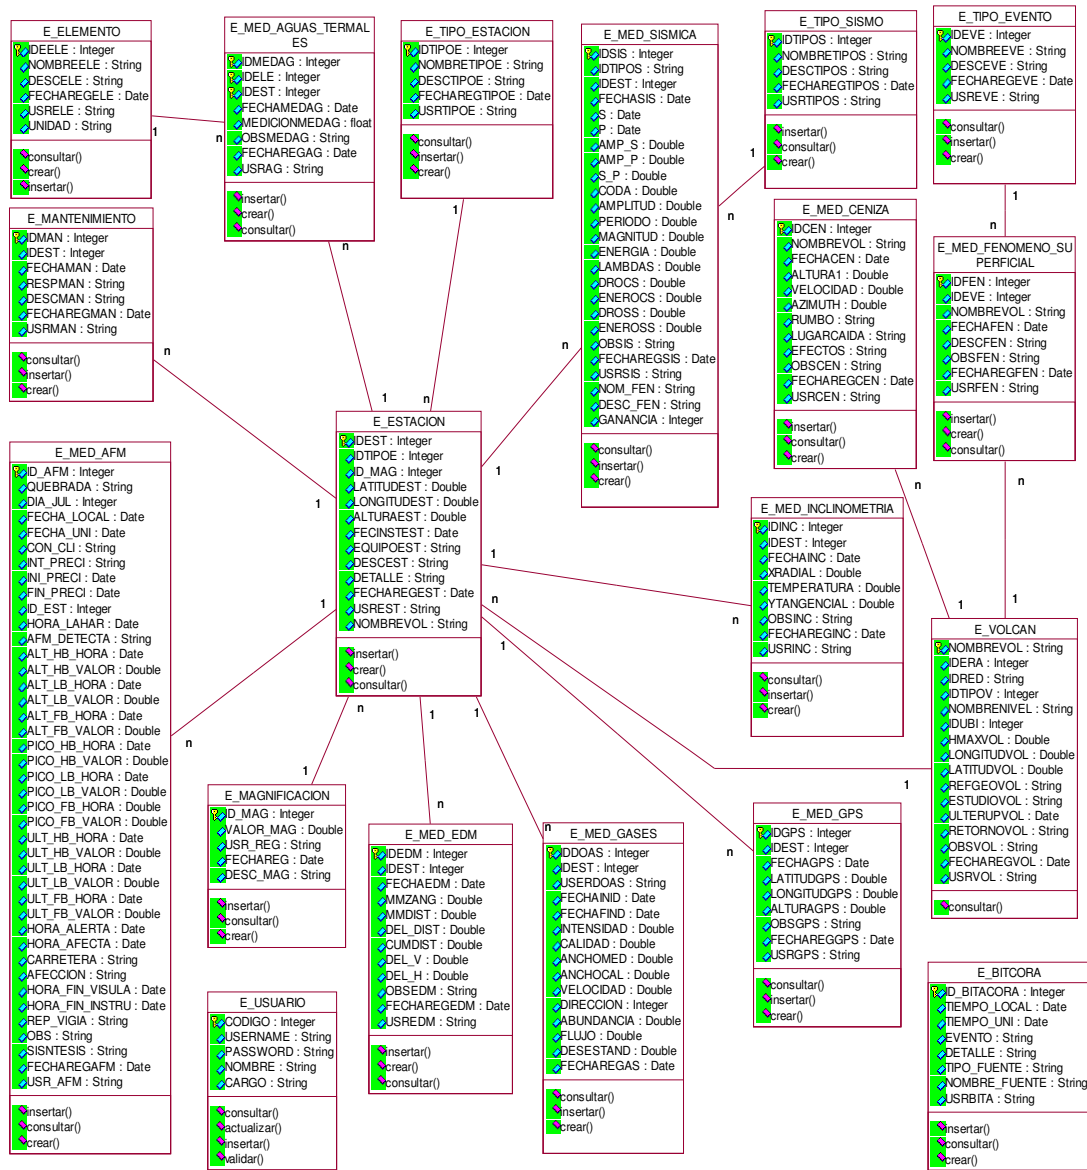 E_ELEMENTO
IDEELE : Integer
NOMBREELE : String
DESCELE : String
FECHAREGELE : Date
USRELE : String
UNIDAD : String
consultar()
crear()
insertar()
1
n
E_MED_AGUAS_TERMAL
ES
IDMEDAG : Integer
IDELE : Integer
IDEST : Integer
FECHAMEDAG : Date
MEDICIONMEDAG : float
OBSMEDAG : String
FECHAREGAG : Date
USRAG : String
insertar()
crear()
consultar()
n
1
E_TIPO_ESTACION
IDTIPOE : Integer
NOMBRETIPOE : String
DESCTIPOE : String
FECHAREGTIPOE : Date
USRTIPOE : String
consultar()
insertar()
crear()
1
n
E_MED_SISMICA
IDSIS : Integer
IDTIPOS : String
IDEST : Integer
FECHASIS : Date
S : Date
P : Date
AMP_S : Double
AMP_P : Double
S_P : Double
CODA : Double
AMPLITUD : Double
PERIODO : Double
MAGNITUD : Double
ENERGIA : Double
LAMBDAS : Double
DROCS : Double
ENEROCS : Double
DROSS : Double
ENEROSS : Double
OBSIS : String
FECHAREGSIS : Date
USRSIS : String
NOM_FEN : String
DESC_FEN : String
GANANCIA : Integer
consultar()
insertar()
crear()
1
n
n
1
E_TIPO_SISMO
IDTIPOS : Integer
NOMBRETIPOS : String
DESCTIPOS : String
FECHAREGTIPOS : Date
USRTIPOS : String
insertar()
consultar()
crear()
E_TIPO_EVENTO
IDEVE : Integer
NOMBREEVE : String
DESCEVE : String
FECHAREGEVE : Date
USREVE : String
consultar()
insertar()
crear()
1
n
E_MANTENIMIENTO
IDMAN : Integer
IDEST : Integer
FECHAMAN : Date
RESPMAN : String
DESCMAN : String
FECHAREGMAN : Date
USRMAN : String
consultar()
insertar()
crear()
n
1
E_MED_CENIZA
IDCEN : Integer
NOMBREVOL : String
FECHACEN : Date
ALTURA1 : Double
VELOCIDAD : Double
AZIMUTH : Double
RUMBO : String
LUGARCAIDA : String
EFECTOS : String
OBSCEN : String
FECHAREGCEN : Date
USRCEN : String
insertar()
consultar()
crear()
n
1
E_MED_FENOMENO_SU
PERFICIAL
IDFEN : Integer
IDEVE : Integer
NOMBREVOL : String
FECHAFEN : Date
DESCFEN : String
OBSFEN : String
FECHAREGFEN : Date
USRFEN : String
insertar()
crear()
consultar()
n
1
E_ESTACION
IDEST : Integer
IDTIPOE : Integer
ID_MAG : Integer
LATITUDEST : Double
LONGITUDEST : Double
ALTURAEST : Double
FECINSTEST : Date
EQUIPOEST : String
DESCEST : String
DETALLE : String
FECHAREGEST : Date
USREST : String
NOMBREVOL : String
insertar()
crear()
consultar()
E_MED_AFM
ID_AFM : Integer
QUEBRADA : String
DIA_JUL : Integer
FECHA_LOCAL : Date
FECHA_UNI : Date
CON_CLI : String
INT_PRECI : String
INI_PRECI : Date
FIN_PRECI : Date
ID_EST : Integer
HORA_LAHAR : Date
AFM_DETECTA : String
ALT_HB_HORA : Date
ALT_HB_VALOR : Double
ALT_LB_HORA : Date
ALT_LB_VALOR : Double
ALT_FB_HORA : Date
ALT_FB_VALOR : Double
PICO_HB_HORA : Date
PICO_HB_VALOR : Double
PICO_LB_HORA : Date
PICO_LB_VALOR : Double
PICO_FB_HORA : Double
PICO_FB_VALOR : Double
ULT_HB_HORA : Date
ULT_HB_VALOR : Double
ULT_LB_HORA : Date
ULT_LB_VALOR : Double
ULT_FB_HORA : Date
ULT_FB_VALOR : Double
HORA_ALERTA : Date
HORA_AFECTA : Date
CARRETERA : String
AFECCION : String
HORA_FIN_VISULA : Date
HORA_FIN_INSTRU : Date
REP_VIGIA : String
OBS : String
SISNTESIS : String
FECHAREGAFM : Date
USR_AFM : String
insertar()
consultar()
crear()
1
n
E_MED_INCLINOMETRIA
IDINC : Integer
IDEST : Integer
FECHAINC : Date
XRADIAL : Double
TEMPERATURA : Double
YTANGENCIAL : Double
OBSINC : String
FECHAREGINC : Date
USRINC : String
consultar()
insertar()
crear()
1
n
E_VOLCAN
NOMBREVOL : String
IDERA : Integer
IDRED : String
IDTIPOV : Integer
NOMBRENIVEL : String
IDUBI : Integer
HMAXVOL : Double
LONGITUDVOL : Double
LATITUDVOL : Double
REFGEOVOL : String
ESTUDIOVOL : String
ULTERUPVOL : Date
RETORNOVOL : String
OBSVOL : String
FECHAREGVOL : Date
USRVOL : String
consultar()
n
1
E_MAGNIFICACION
ID_MAG : Integer
VALOR_MAG : Double
USR_REG : String
FECHAREG : Date
DESC_MAG : String
insertar()
consultar()
crear()
n
1
E_MED_EDM
IDEDM : Integer
IDEST : Integer
FECHAEDM : Date
MMZANG : Double
MMDIST : Double
DEL_DIST : Double
CUMDIST : Double
DEL_V : Double
DEL_H : Double
OBSEDM : String
FECHAREGEDM : Date
USREDM : String
insertar()
crear()
consultar()
1
n
E_MED_GASES
IDDOAS : Integer
IDEST : Integer
USERDOAS : String
FECHAINID : Date
FECHAFIND : Date
INTENSIDAD : Double
CALIDAD : Double
ANCHOMED : Double
ANCHOCAL : Double
VELOCIDAD : Double
DIRECCION : Integer
ABUNDANCIA : Double
FLUJO : Double
DESESTAND : Double
FECHAREGAS : Date
consultar()
insertar()
crear()
1
n
E_MED_GPS
IDGPS : Integer
IDEST : Integer
FECHAGPS : Date
LATITUDGPS : Double
LONGITUDGPS : Double
ALTURAGPS : Double
OBSGPS : String
FECHAREGGPS : Date
USRGPS : String
consultar()
insertar()
crear()
1
n
E_USUARIO
CODIGO : Integer
USERNAME : String
PASSWORD : String
NOMBRE : String
CARGO : String
consultar()
actualizar()
insertar()
validar()
E_BITCORA
ID_BITACORA : Integer
TIEMPO_LOCAL : Date
TIEMPO_UNI : Date
EVENTO : String
DETALLE : String
TIPO_FUENTE : String
NOMBRE_FUENTE : String
USRBITA : String
insertar()
consultar()
crear()